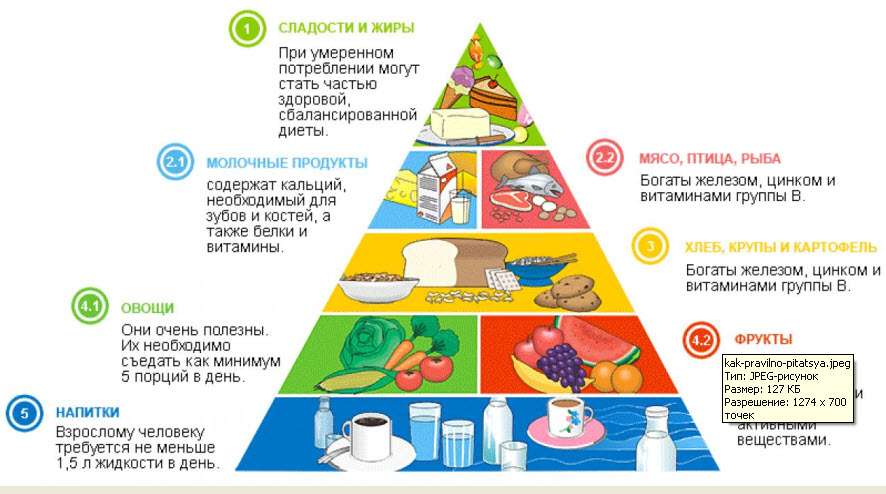 1
СЛАДОСТИ И ЖИРЫ
При умеренном
потреблении могут
стать частью
здоровой,
сбалансированной
диеты.
2.1
МОЛОЧНЫЕ ПРОДУКТЫ
содержат кальций,
необходимый для
зубов и костей, а
также белки и
витамины.
2.2
МЯСО, ПТИЦА, РЫБА
Богаты железом, цинком и
витаминами группы В.
3
ХЛЕБ, КРУПЫ И КАРТОФЕЛЬ
Богаты железом, цинком и
витаминами группы В.
4.1
ОВОЩИ
Они очень полезны.
Их необходимо
съедать как минимум
5 порций в день.
4.2
ФРУКТЫ
kak-pravilno-pitatsya.jpeg
Тип: JPEG-рисунок
Размер: 127 КБ
Разрешение: 1274 x 700
точек
и
активными
веществами.
5
НАПИТКИ
Взрослому человеку
требуется не меньше
1,5 л жидкости в день.